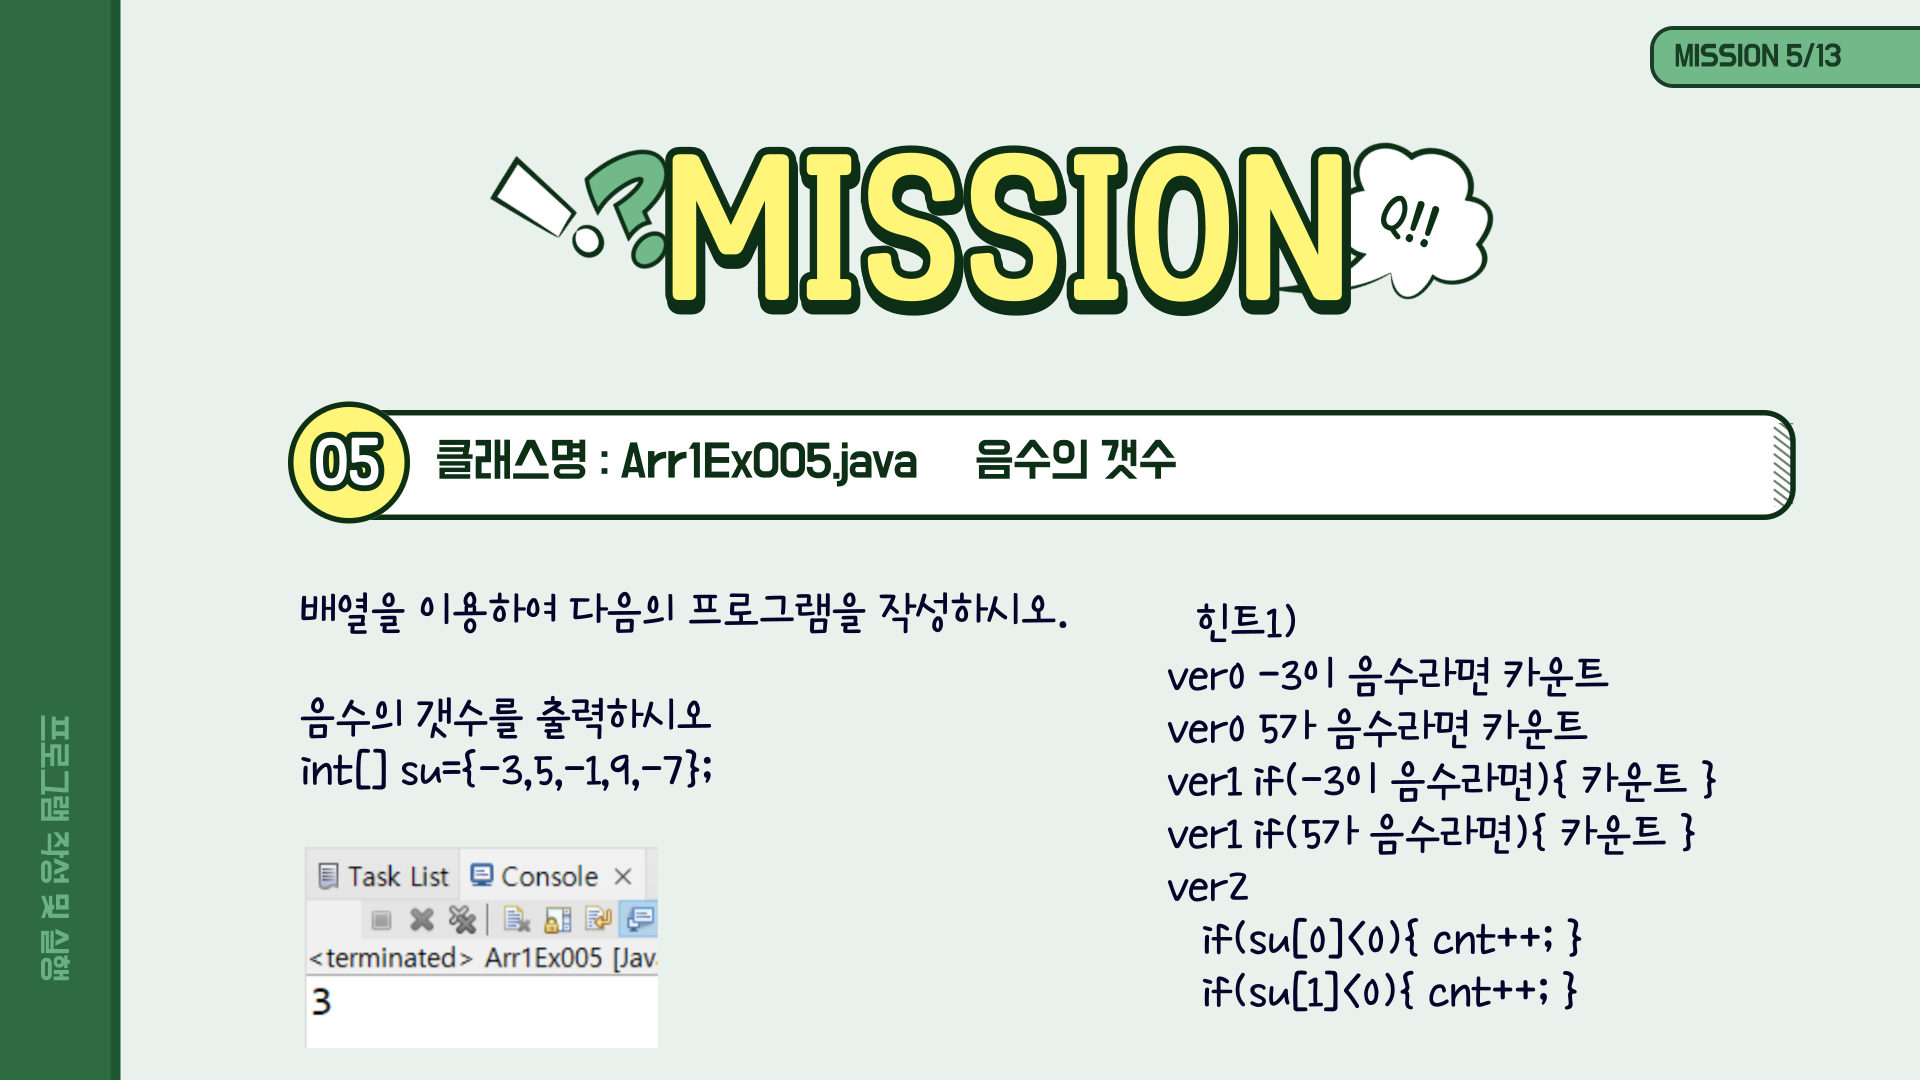 MISSION 5/13
MISSION
Q!!
05
클래스명 : Arr1Ex005.java 음수의 갯수
배열을 이용하여 다음의 프로그램을 작성하시오.
음수의 갯수를 출력하시오
int[] su={-3,5,-1,9,-7};
Task List Console
<terminated> Arr1Ex005 [Jav
3
힌트1)
ver0 -3이 음수라면 카운트
ver0 5가 음수라면 카운트
ver1 if(-3이 음수라면){ 카운트 }
ver1 if(5가 음수라면){ 카운트 }
ver2
if(su[0]<0){ cnt++; }
if(su[1]<0){ cnt++; }
프로그램 작성 및 실행